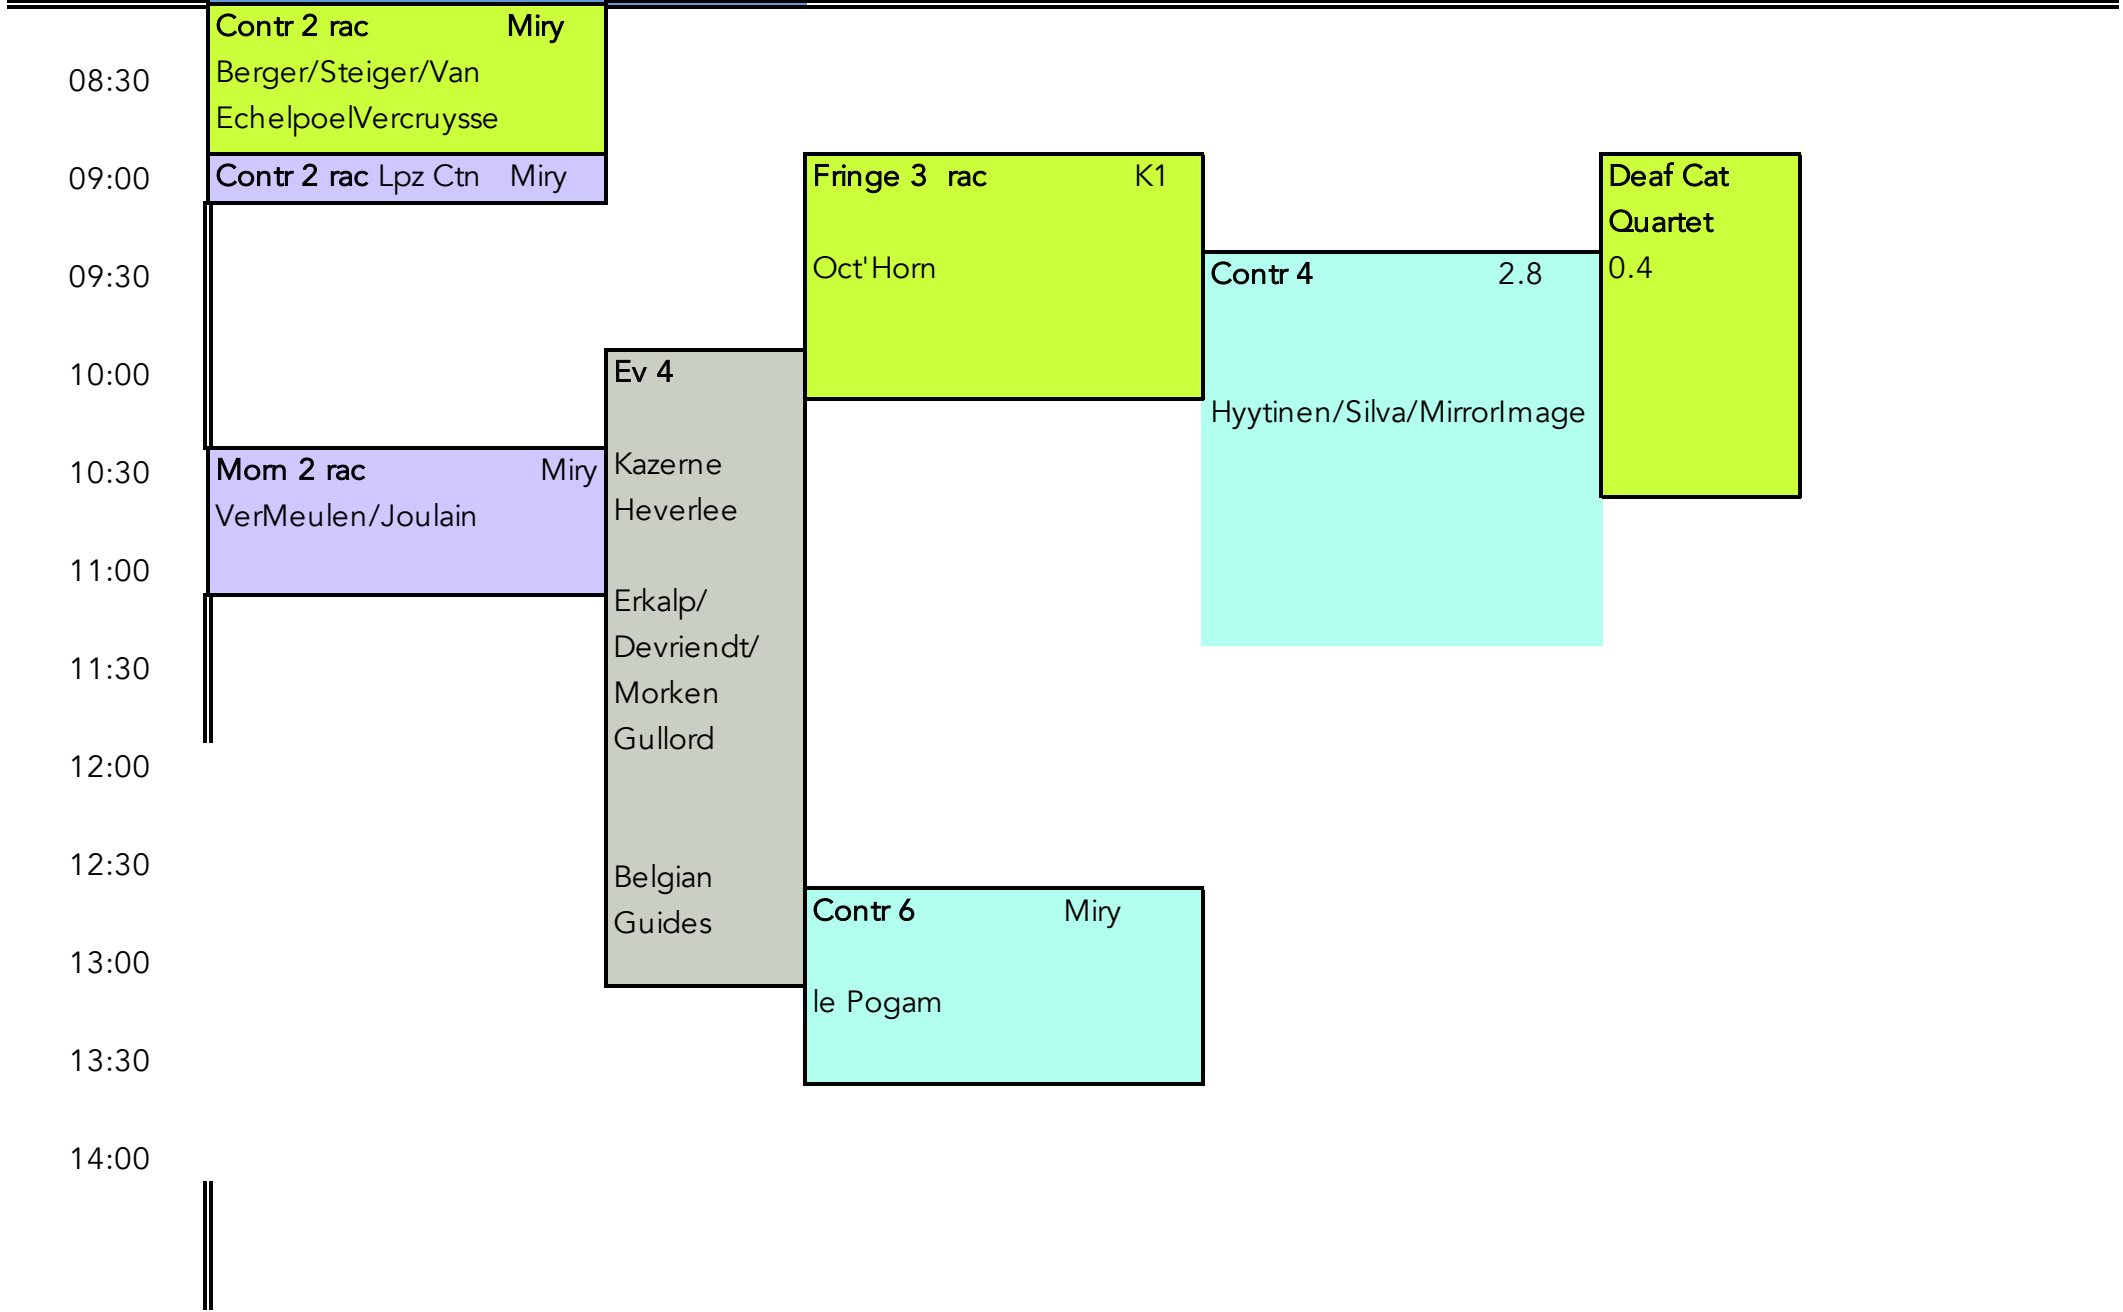 Contr 2 rac Miry
08:30
Berger/Steiger/Van
EchelpoelVercruysse
09:00
Contr 2 rac Lpz Ctn Miry
Fringe 3 rac K1
Oct'Horn
Deaf Cat
Quartet
0.4
09:30
Contr 4 2.8
Hyytinen/Silva/MirrorImage
10:00
Ev 4
Kazerne
Heverlee
Erkalp/
Devriendt/
Morken
Gullord
Belgian
Guides
10:30
Morn 2 rac Miry
VerMeulen/Joulain
11:00
11:30
12:00
12:30
Contr 6 Miry
le Pogam
13:00
13:30
14:00